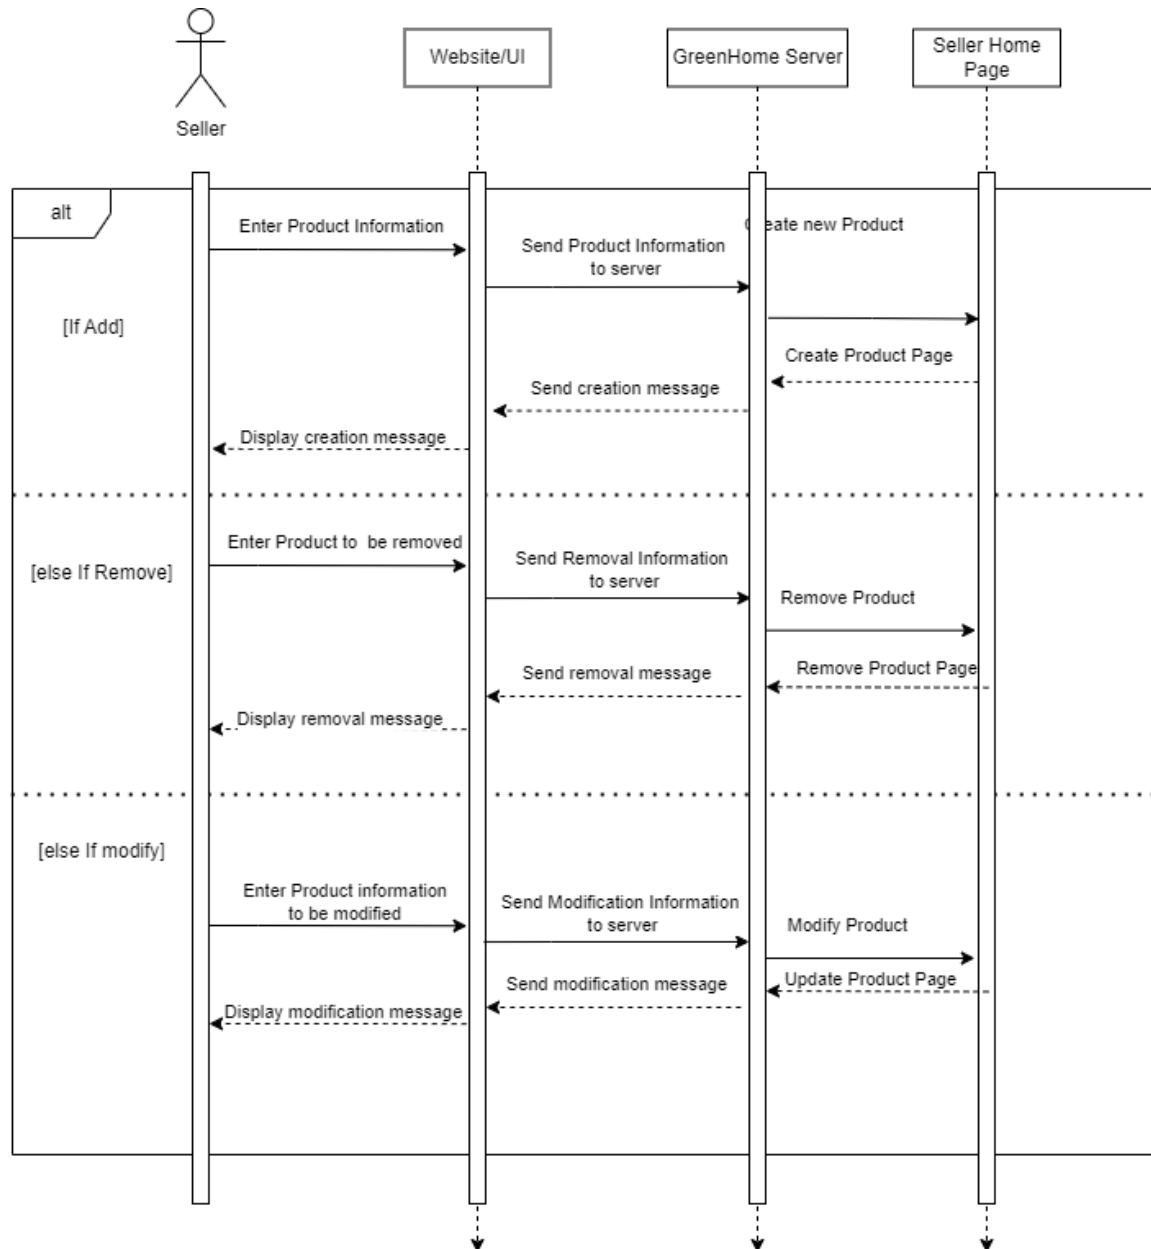 Website/UI
GreenHome Server
Seller Home
Page
Seller
alt
Enter Product Information
Create new Product
Send Product Information
to server
[If Add]
Create Product Page
Send creation message
Display creation message
Enter Product to  be removed
Send Removal Information
to server
[else If Remove]
Remove Product
Remove Product Page
Send removal message
Display removal message
[else If modify]
Enter Product information
to be modified
Send Modification Information
to server
Modify Product
Update Product Page
Send modification message
Display modification message